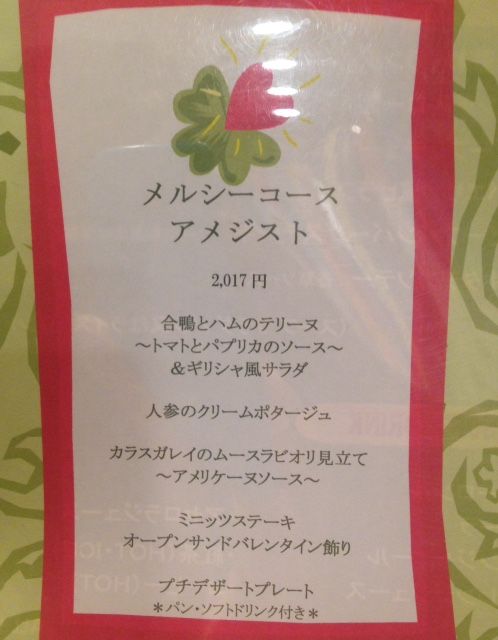 メルシーコース
アメジスト
2,017円
合鴨とハムのテリーヌ
～トマトとパプリカのソース～
＆ギリシャ風サラダ
人参のクリームポタージュ
カラスガレイのムースラビオリ見立て
～アメリケーヌソース～
ミニッツステーキ
オープンサンドバレンタイン飾り
プチデザートプレート
＊パン・ソフトドリンク付き＊